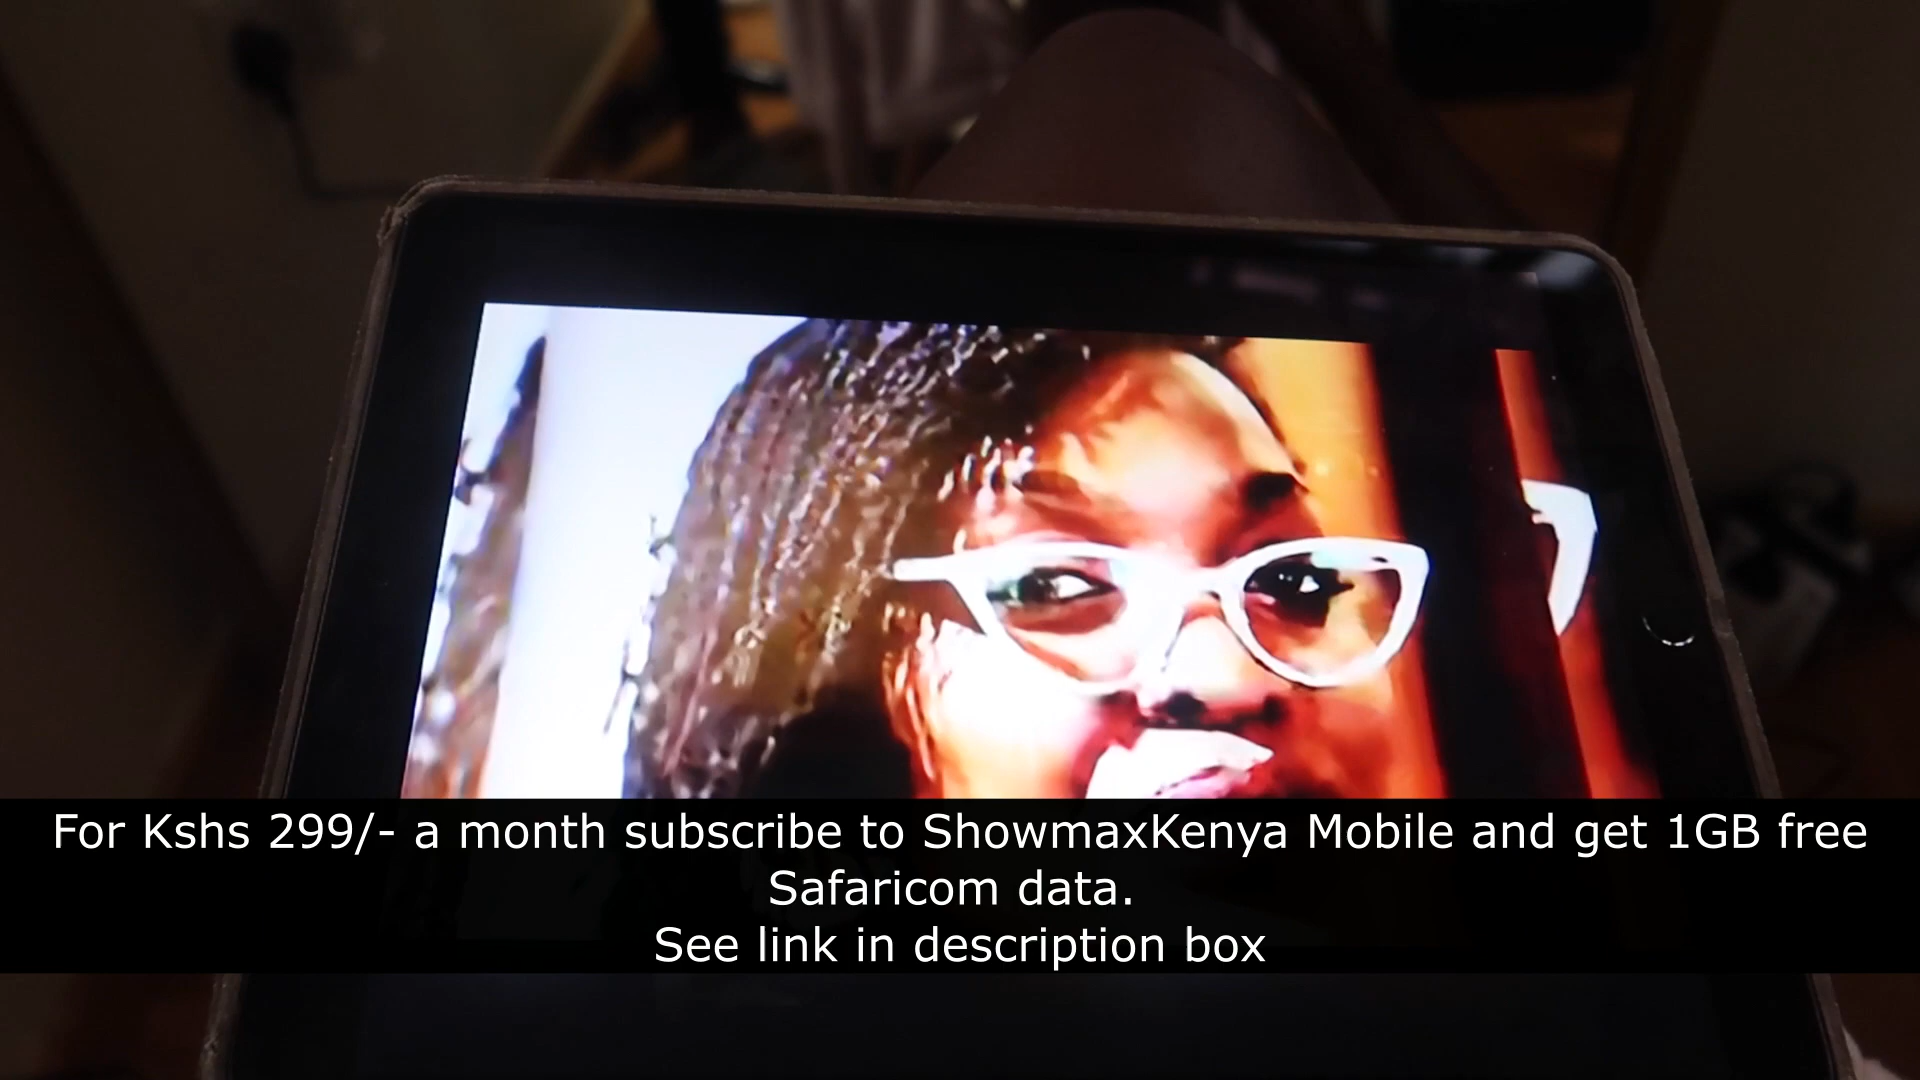 For Kshs 299/- a month subscribe to ShowmaxKenya Mobile and get 1GB free
Safaricom data.
See link in description box